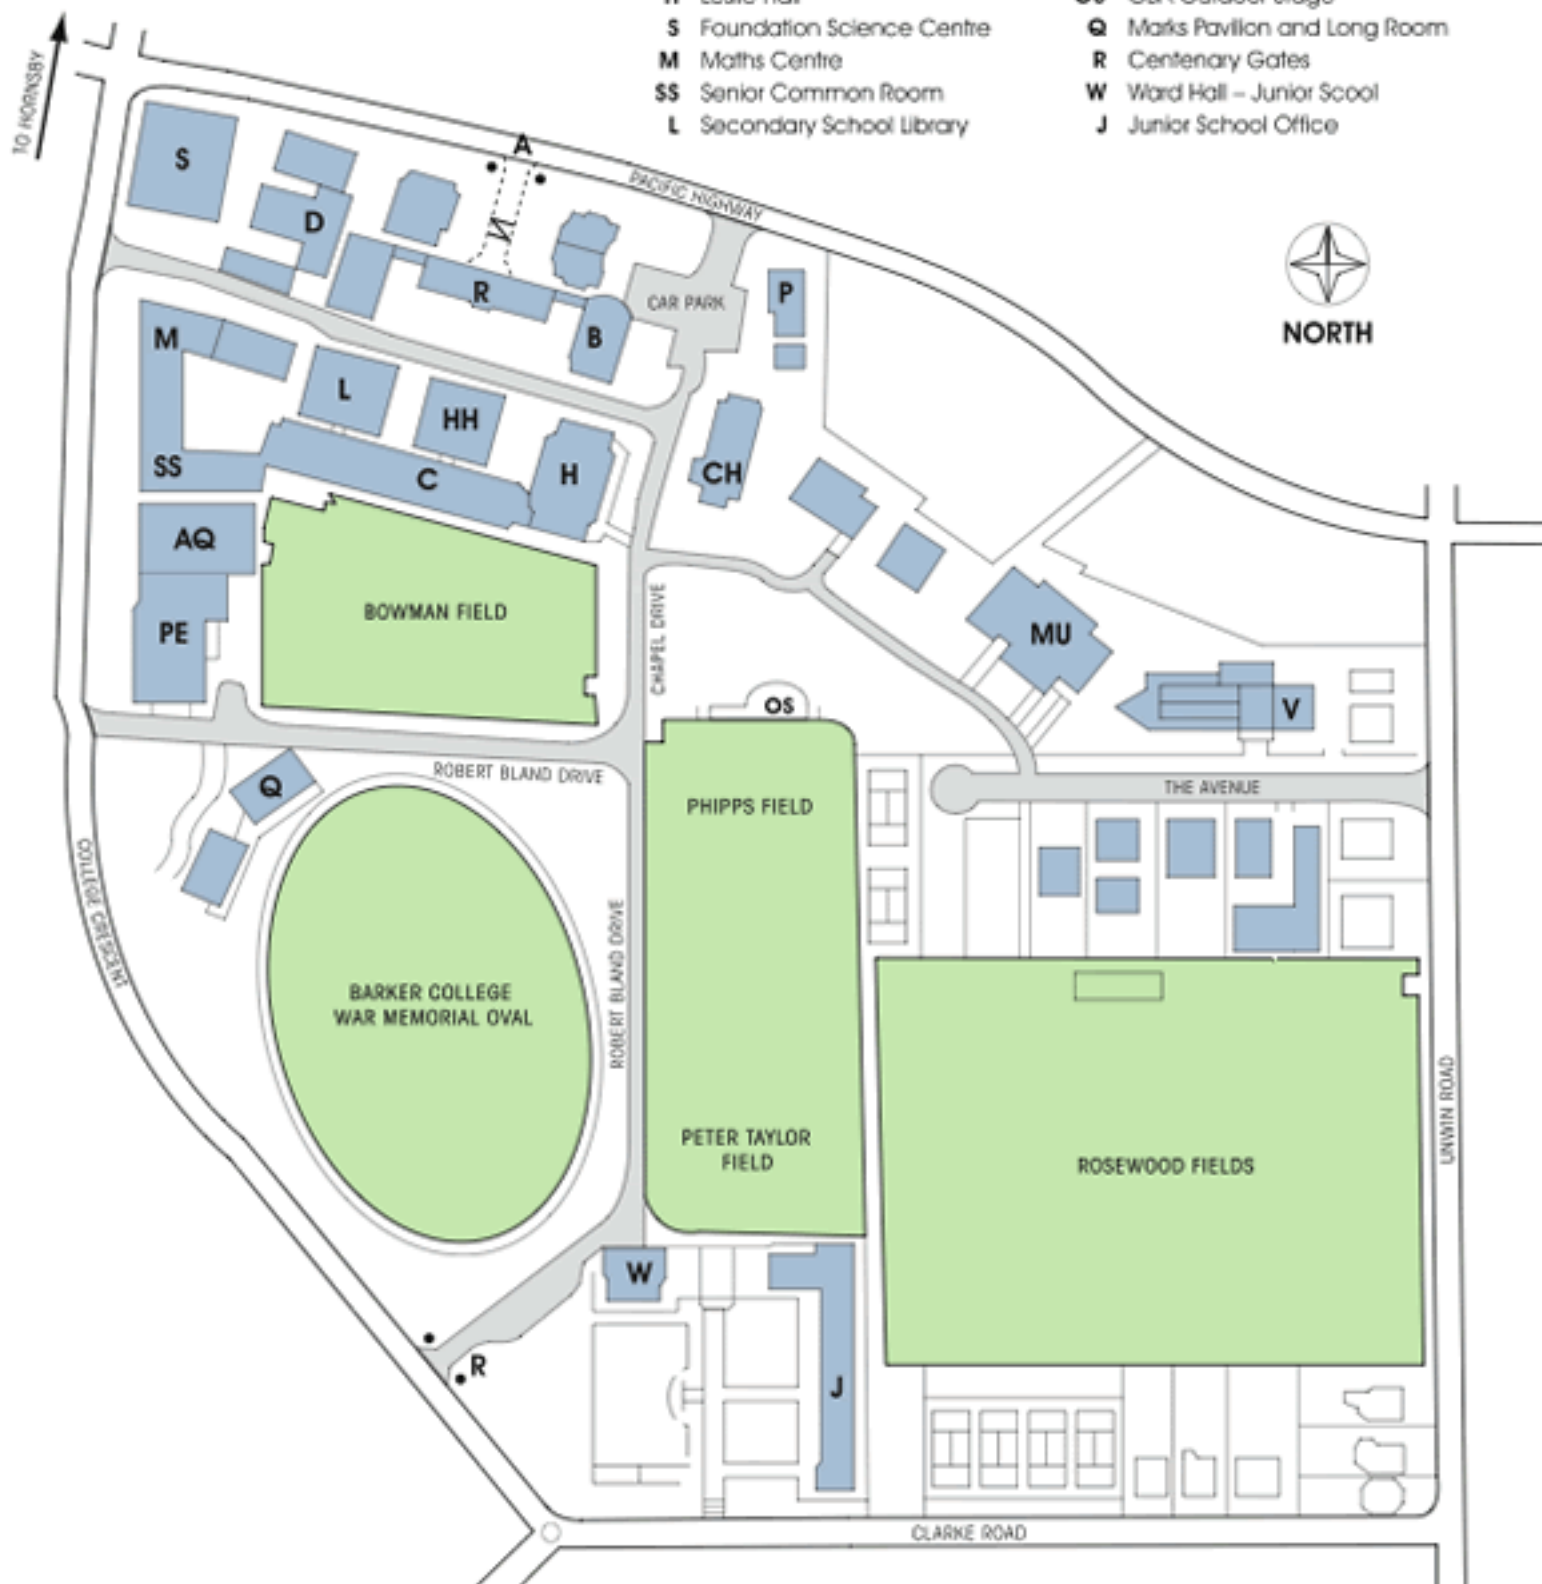 S Foundation Science Centre
M Maths Centre
SS Senior Common Room
L Secondary School Library
Q Marks Pavilion and Long Room
R Centenary Gates
W Ward Hall – Junior Scool
J Junior School Office
TO HORNSBY
A
PACIFIC HIGHWAY
S
D
N
R
CAR PARK
P
B
NORTH
M
L
HH
SS
C
H
CH
AQ
BOWMAN FIELD
CHAPEL DRIVE
PE
MU
OS
V
Q
ROBERT BLAND DRIVE
PHIPPS FIELD
THE AVENUE
COLLEGE CRESCENT
BARKER COLLEGE
WAR MEMORIAL OVAL
ROBERT BLAND DRIVE
PETER TAYLOR
FIELD
ROSEWOOD FIELDS
UNWIN ROAD
W
R
J
CLARKE ROAD